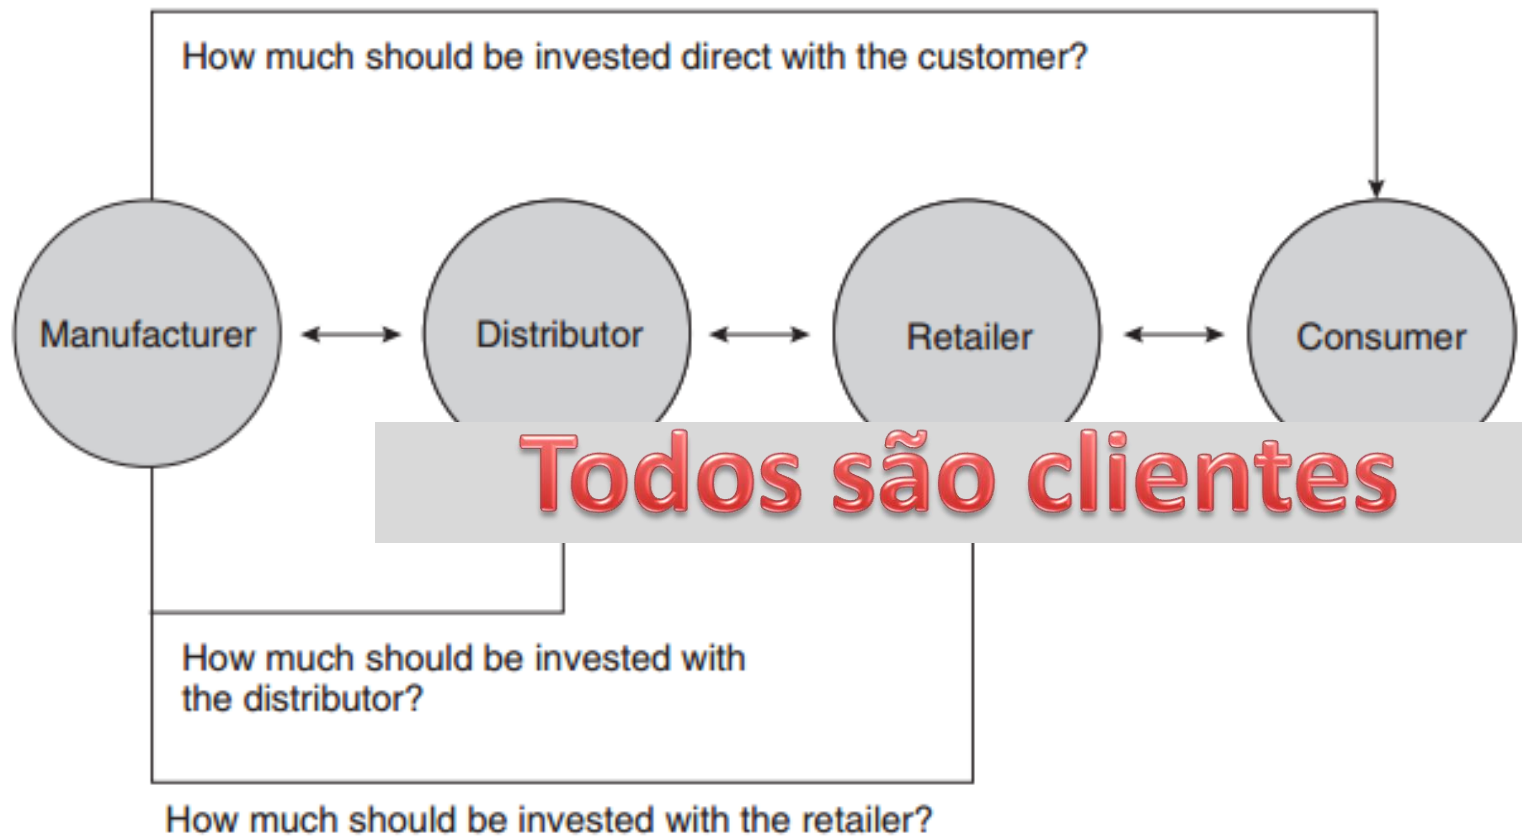 How much should be invested direct with the customer?
Manufacturer
Distributor
Retailer
Consumer
Todos são clientes
How much should be invested with
the distributor?
How much should be invested with the retailer?